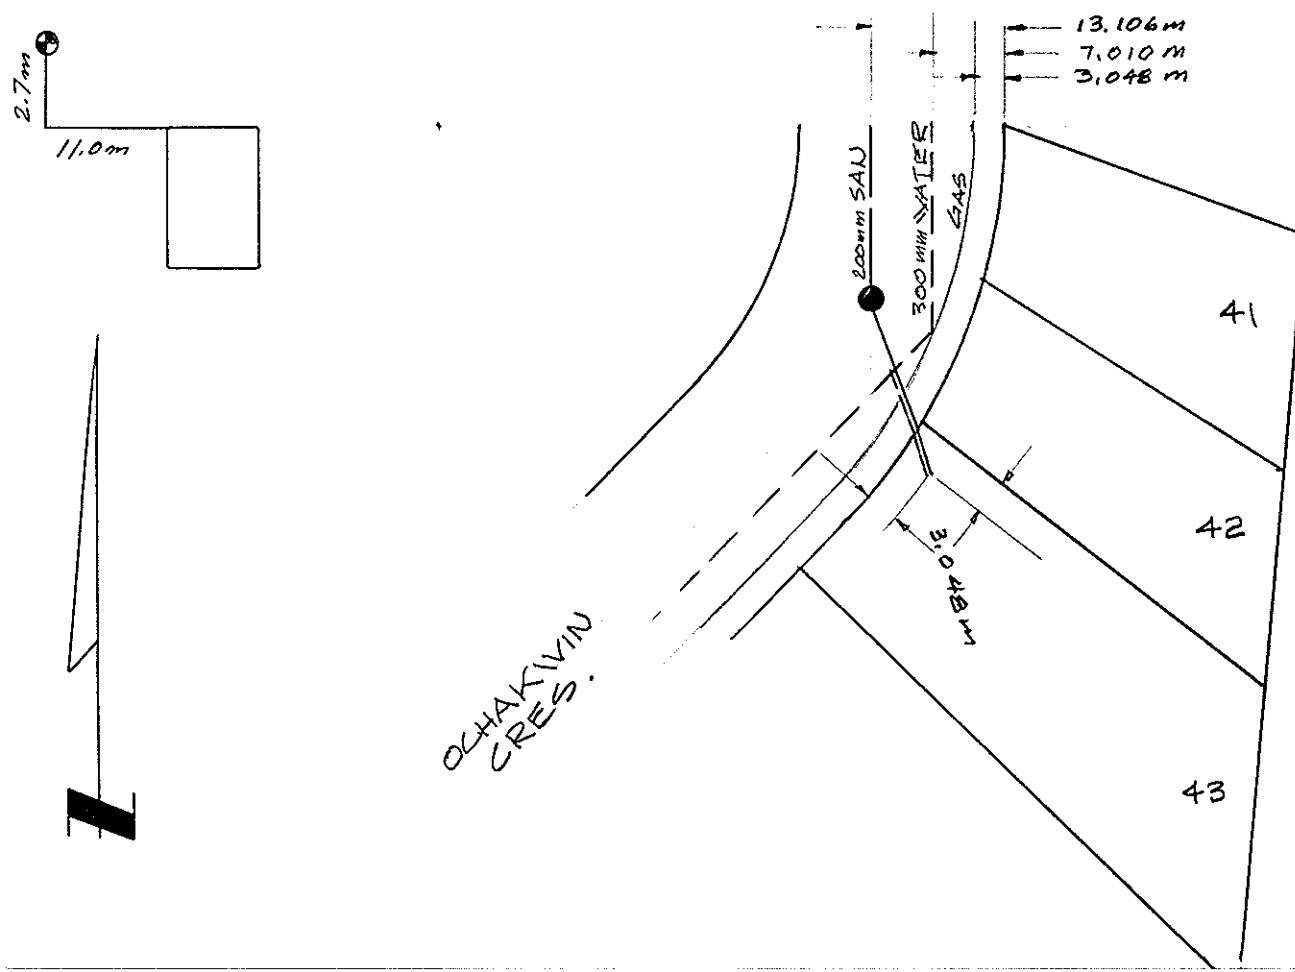 13.106m
7.010 m
3.048 m
2.7m
11.0m
200mm SAN
300mm WATER
GAS
41
42
3.048m
43
OCHAKIVIN
CRES.